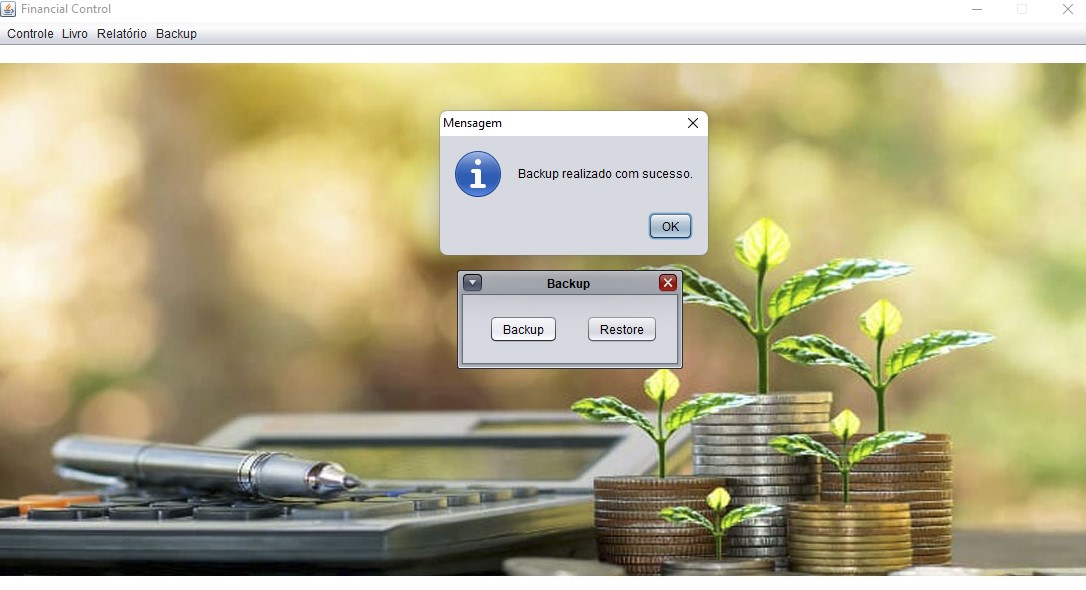 Financial Control
Controle Livro Relatório Backup
Mensagem
Backup realizado com sucesso.
OK
Backup
Backup Restore